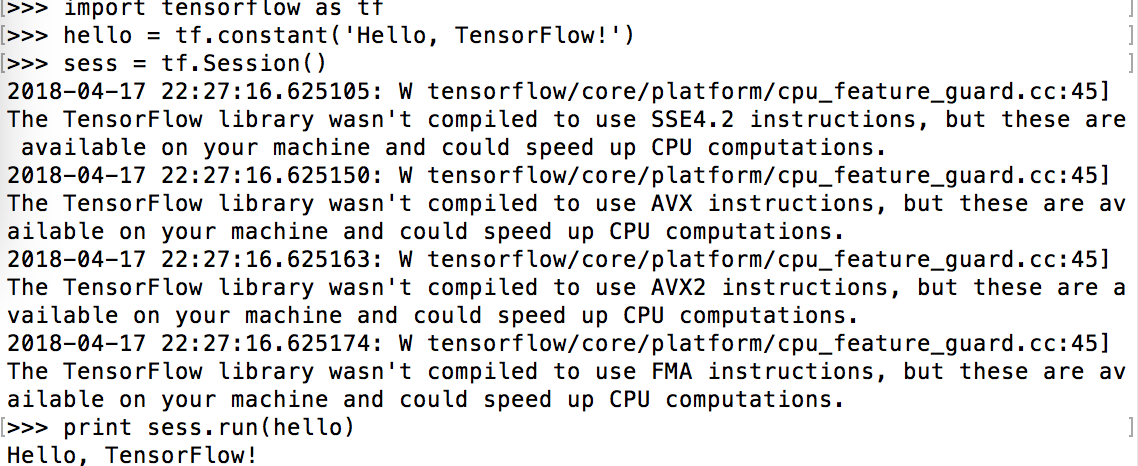 [>>> import tensorflow as tf ]
[>>> hello = tf.constant('Hello, TensorFlow!') ]
[>>> sess = tf.Session() ]
2018-04-17 22:27:16.625105: W tensorflow/core/platform/cpu_feature_guard.cc:45]
The TensorFlow library wasn't compiled to use SSE4.2 instructions, but these are
 available on your machine and could speed up CPU computations.
2018-04-17 22:27:16.625150: W tensorflow/core/platform/cpu_feature_guard.cc:45]
The TensorFlow library wasn't compiled to use AVX instructions, but these are av
ailable on your machine and could speed up CPU computations.
2018-04-17 22:27:16.625163: W tensorflow/core/platform/cpu_feature_guard.cc:45]
The TensorFlow library wasn't compiled to use AVX2 instructions, but these are a
vailable on your machine and could speed up CPU computations.
2018-04-17 22:27:16.625174: W tensorflow/core/platform/cpu_feature_guard.cc:45]
The TensorFlow library wasn't compiled to use FMA instructions, but these are av
ailable on your machine and could speed up CPU computations.
[>>> print sess.run(hello) ]
Hello, TensorFlow!